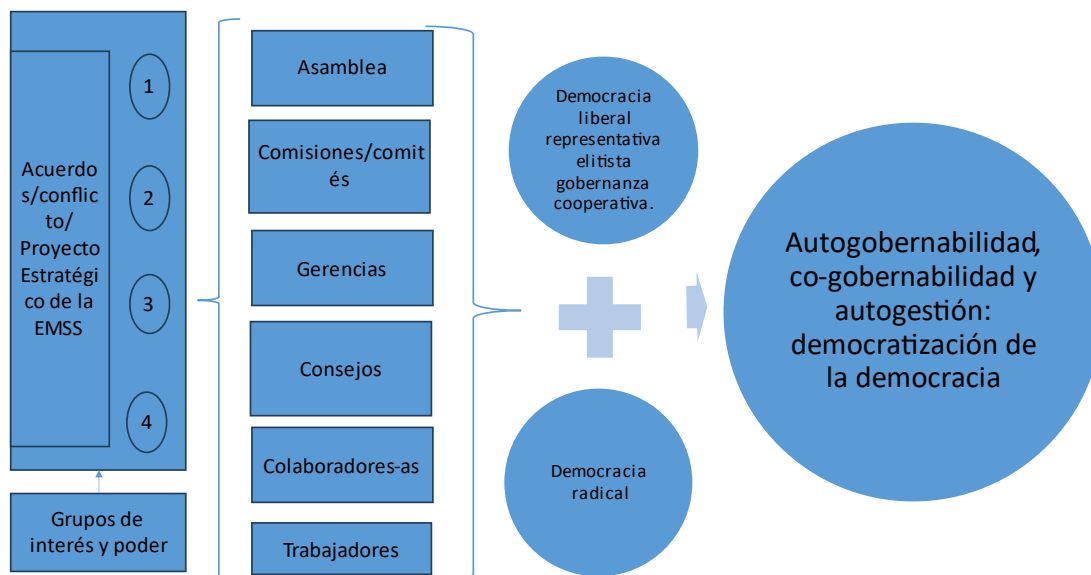 Acuerdo
s/conflic
to/
Proyecto
Estratégi
co de la
EMSS
1
2
3
4
Grupos de
interés y poder
Asamblea
Comisiones/comit
és
Gerencias
Consejos
Colaboradores-as
Trabajadores
Democracia
liberal
representativa
elitista
gobernanza
cooperativa.
Democracia
radical
Autogobernabilidad,
co-gobernabilidad y
autogestión:
democratización de
la democracia